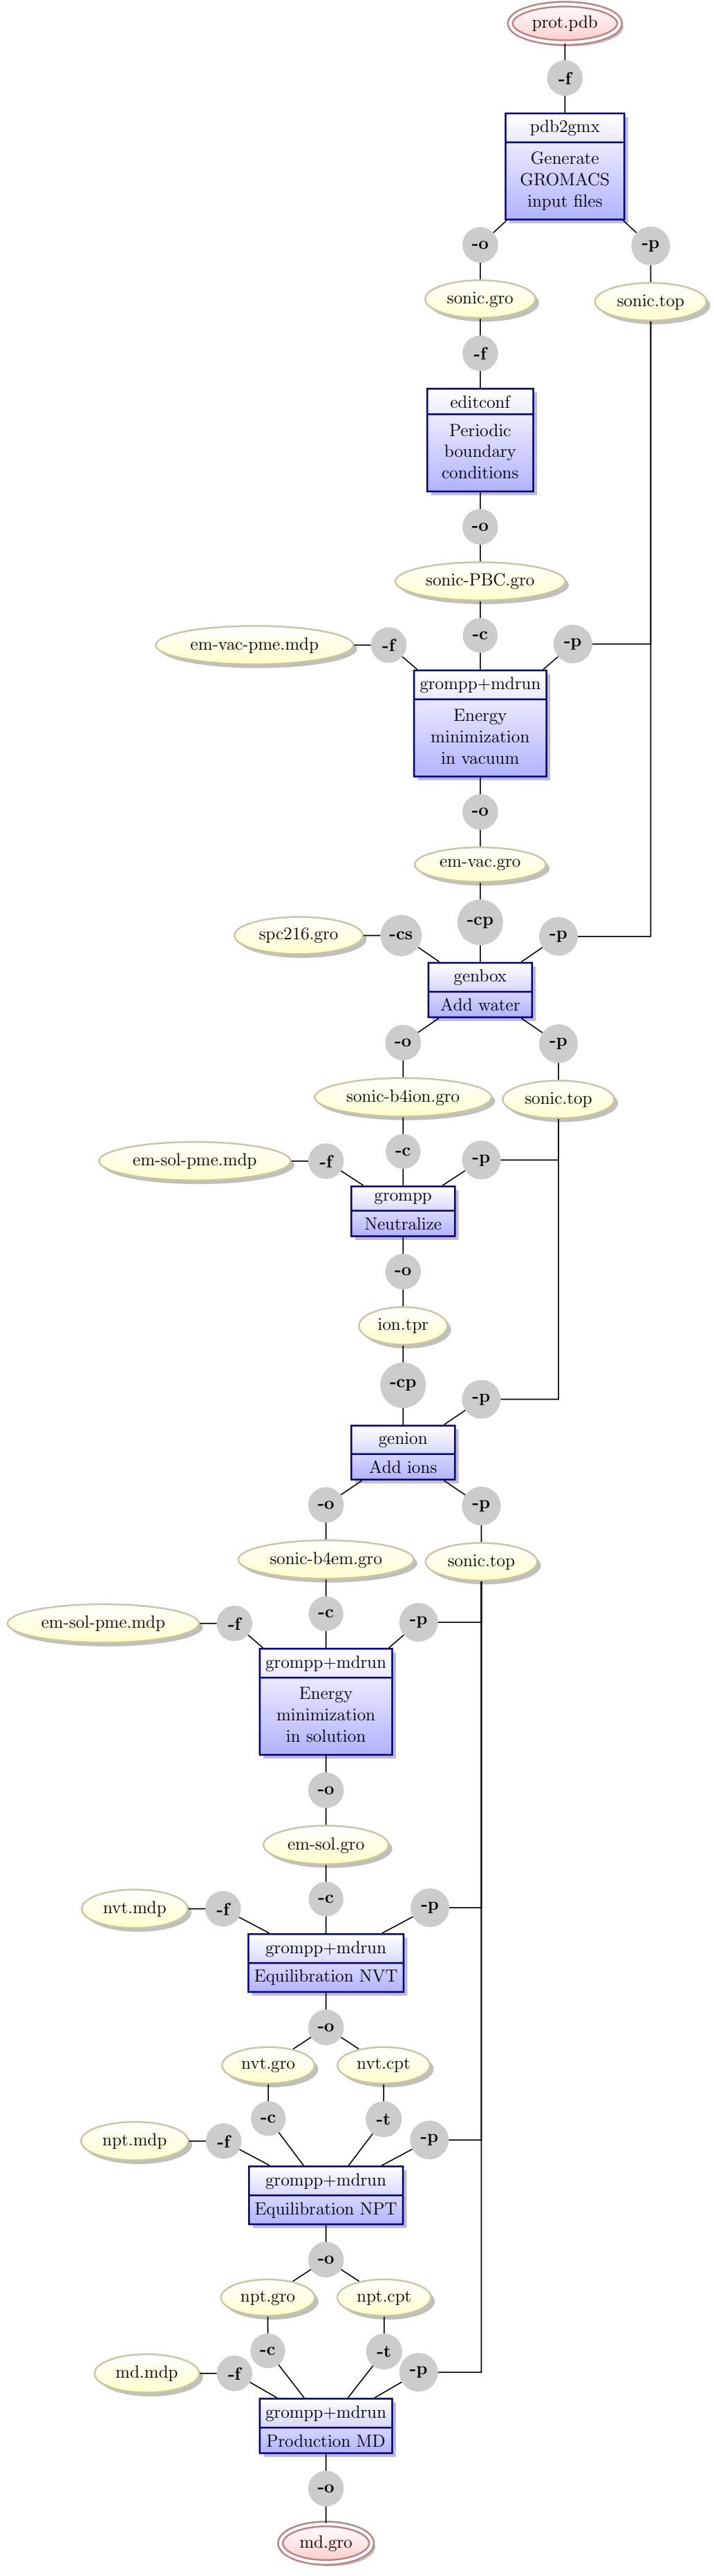 prot.pdb
-f
pdb2gmx
Generate
GROMACS
input files
-o
-p
sonic.gro
sonic.top
-f
editconf
Periodic
boundary
conditions
-o
sonic-PBC.gro
em-vac-pme.mdp
-f
-c
-p
grompp+mdrun
Energy
minimization
in vacuum
-o
em-vac.gro
spc216.gro
-cs
-cp
-p
genbox
Add water
-o
-p
sonic-b4ion.gro
sonic.top
em-sol-pme.mdp
-f
-c
-p
grompp
Neutralize
-o
ion.tpr
-cp
-p
genion
Add ions
-o
-p
sonic-b4em.gro
sonic.top
em-sol-pme.mdp
-f
-c
-p
grompp+mdrun
Energy
minimization
in solution
-o
em-sol.gro
nvt.mdp
-f
-c
-p
grompp+mdrun
Equilibration NVT
-o
nvt.gro
nvt.cpt
-c
-t
npt.mdp
-f
-p
grompp+mdrun
Equilibration NPT
-o
npt.gro
npt.cpt
-c
-t
md.mdp
-f
-p
grompp+mdrun
Production MD
-o
md.gro